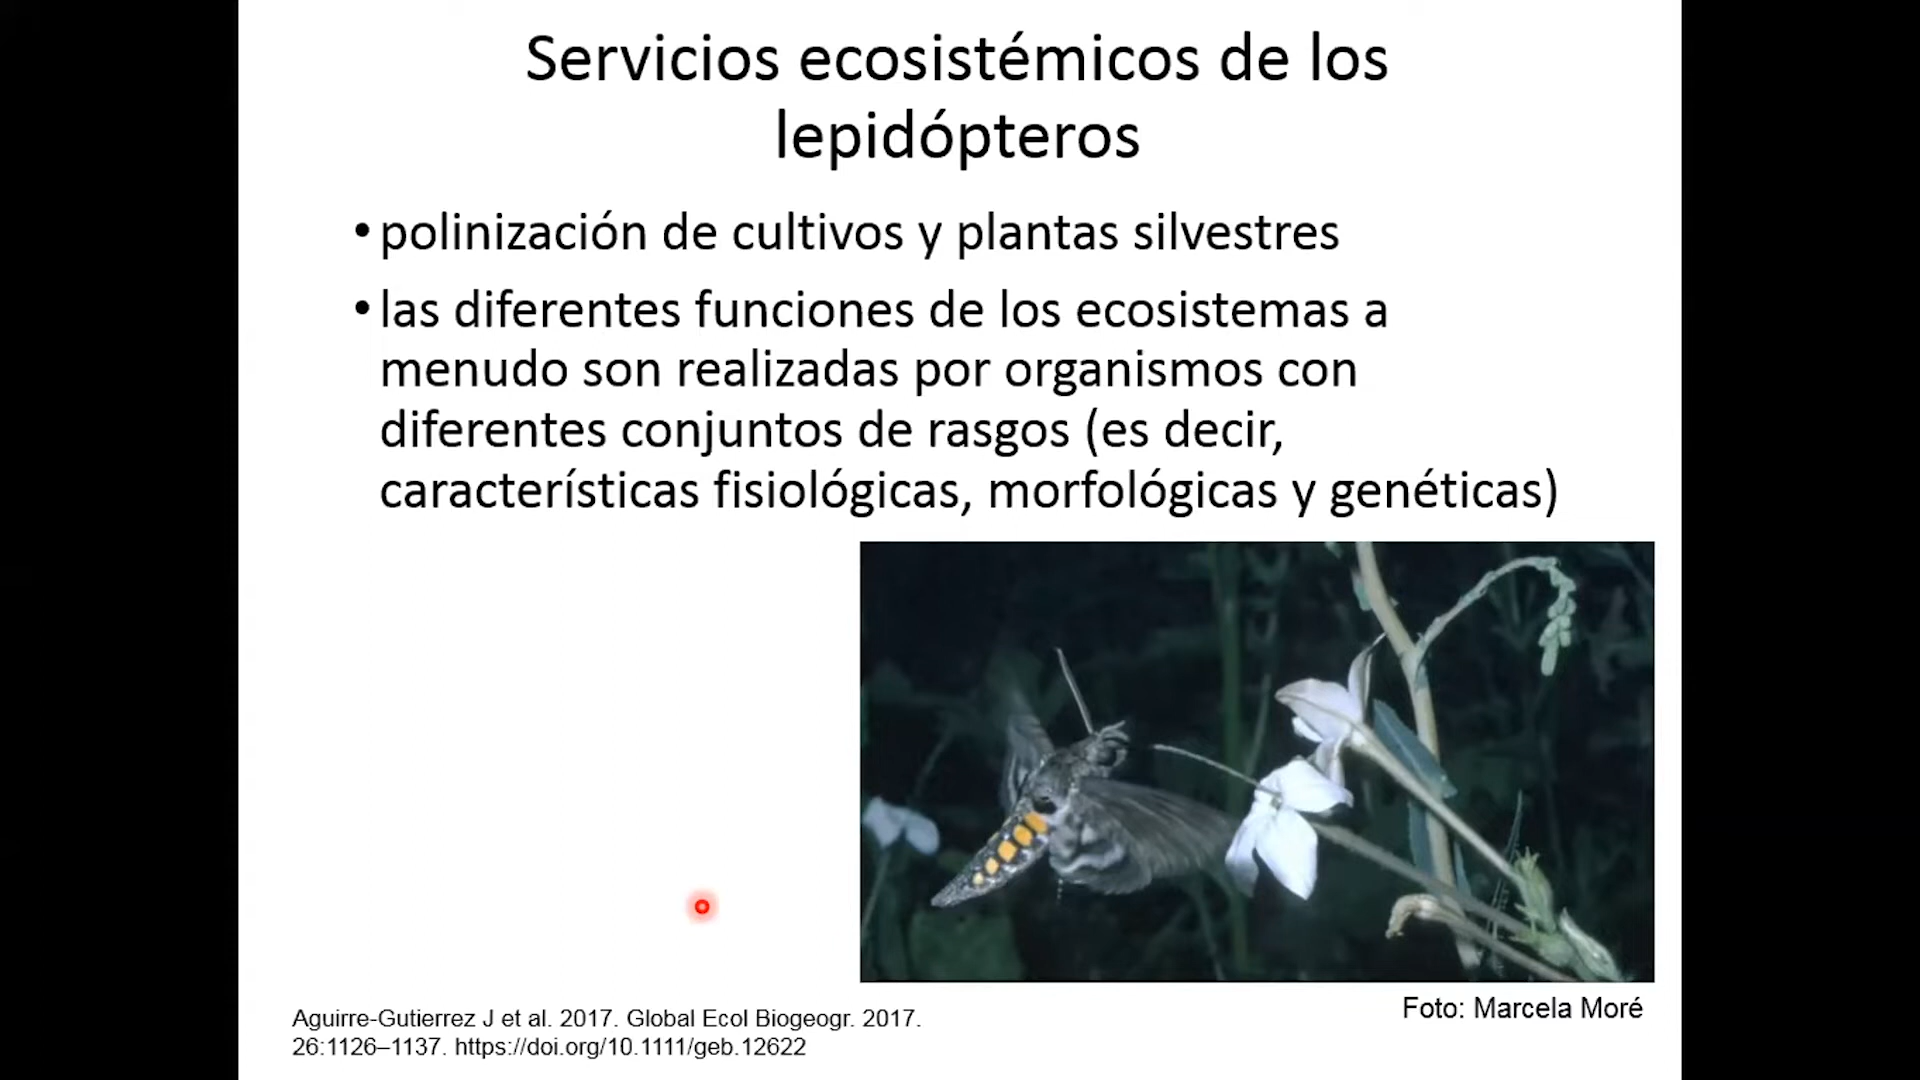 Servicios ecosistémicos de los
lepidópteros
• polinización de cultivos y plantas silvestres
• las diferentes funciones de los ecosistemas a
menudo son realizadas por organismos con
diferentes conjuntos de rasgos (es decir,
características fisiológicas, morfológicas y genéticas)
Foto: Marcela Moré
Aguirre-Gutierrez J et al. 2017. Global Ecol Biogeogr. 2017.
26:1126–1137. https://doi.org/10.1111/geb.12622